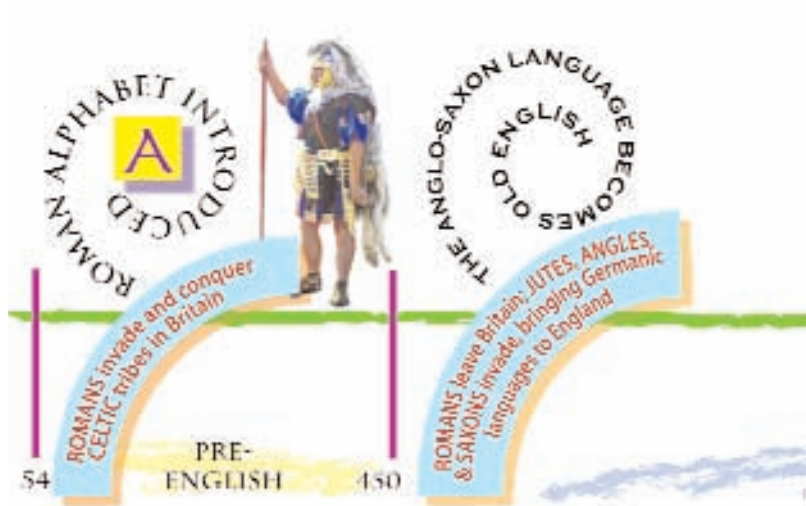 ROMAN ALPHABET INTRODUCED
A
THE ANGLO-SAXON LANGUAGE BECOMES OLD ENGLISH
ROMANS invade and conquer
CELTIC tribes in Britain
ROMANS leave Britain; JUTES, ANGLES,
& SAXONS invade, bringing Germanic
languages to England
PRE-
ENGLISH
54
450